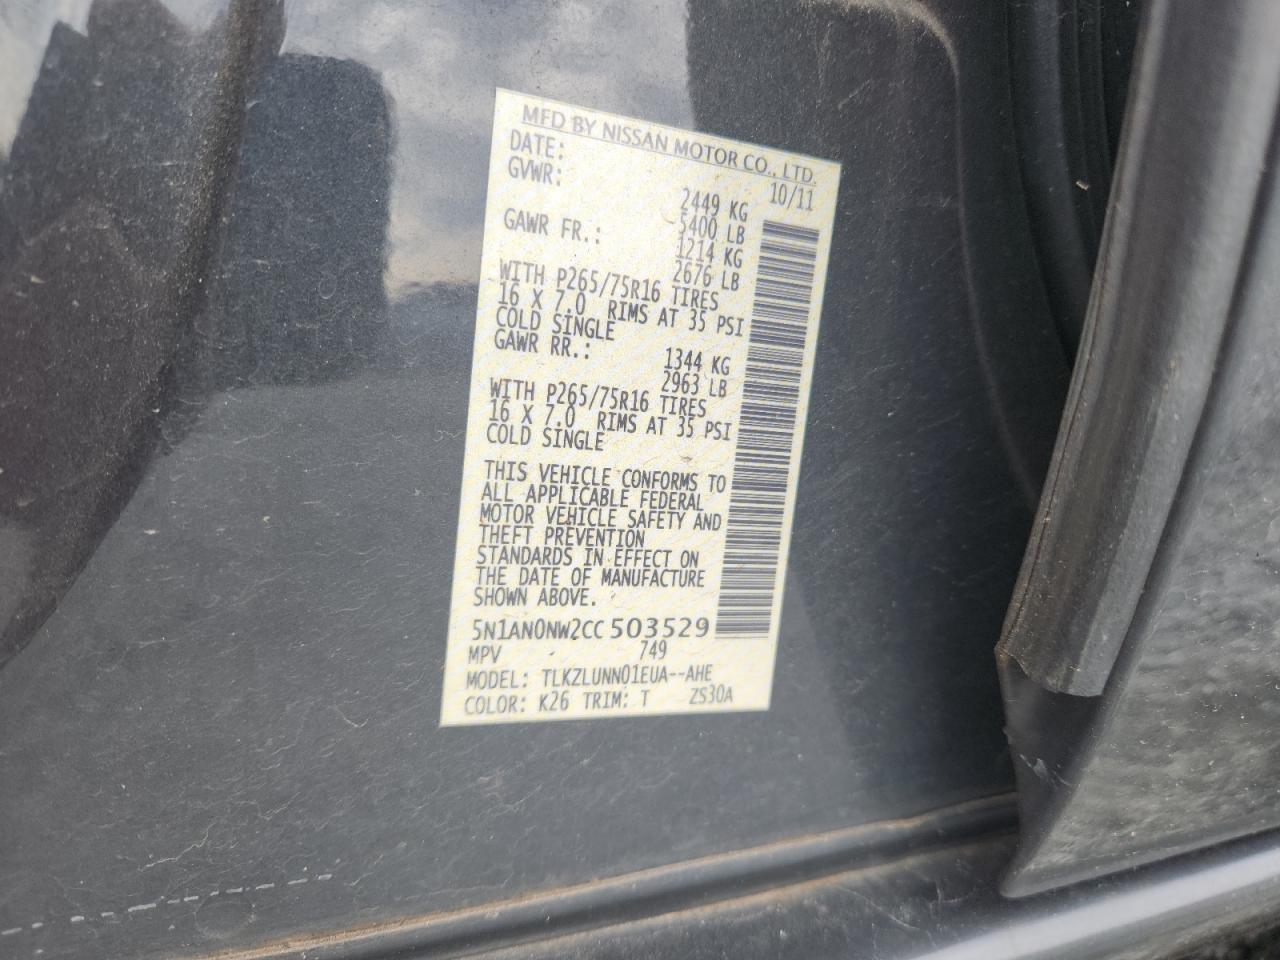 MFD BY NISSAN MOTOR CO., LTD.
DATE: 10/11
GVWR: 2449 KG
5400 LB
GAWR FR.: 1214 KG
2676 LB
WITH P265/75R16 TIRES
16 X 7.0 RIMS AT 35 PSI
COLD SINGLE
GAWR RR.: 1344 KG
2963 LB
WITH P265/75R16 TIRES
16 X 7.0 RIMS AT 35 PSI
COLD SINGLE
THIS VEHICLE CONFORMS TO
ALL APPLICABLE FEDERAL
MOTOR VEHICLE SAFETY AND
THEFT PREVENTION
STANDARDS IN EFFECT ON
THE DATE OF MANUFACTURE
SHOWN ABOVE.
5N1AN0NW2CC503529
MPV 749
MODEL: TLKZLUNN01EUA--AHE
COLOR: K26 TRIM: T ZS30A